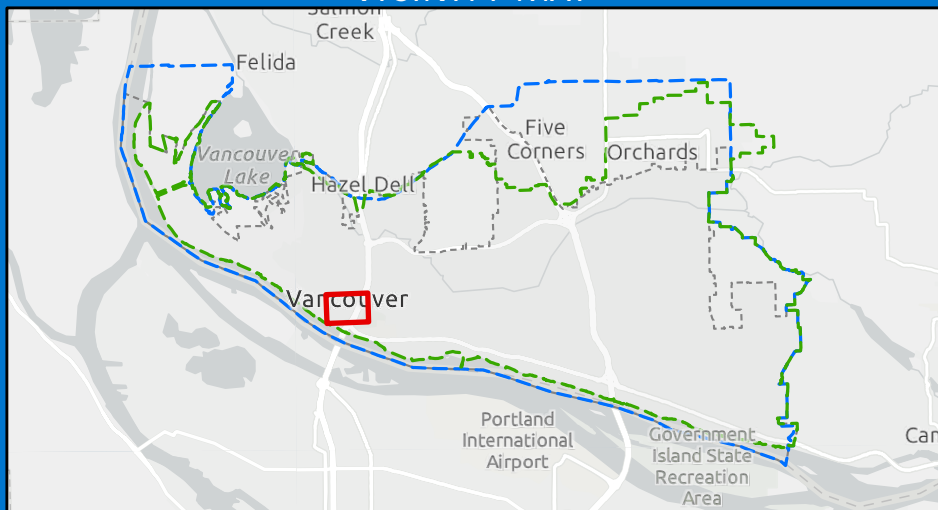 Salmon
Creek
Felida
Five
Corners
Orchards
Vancouver
Lake
Hazel Dell
Vancouver
Portland
International
Airport
Government
Island State
Recreation
Area